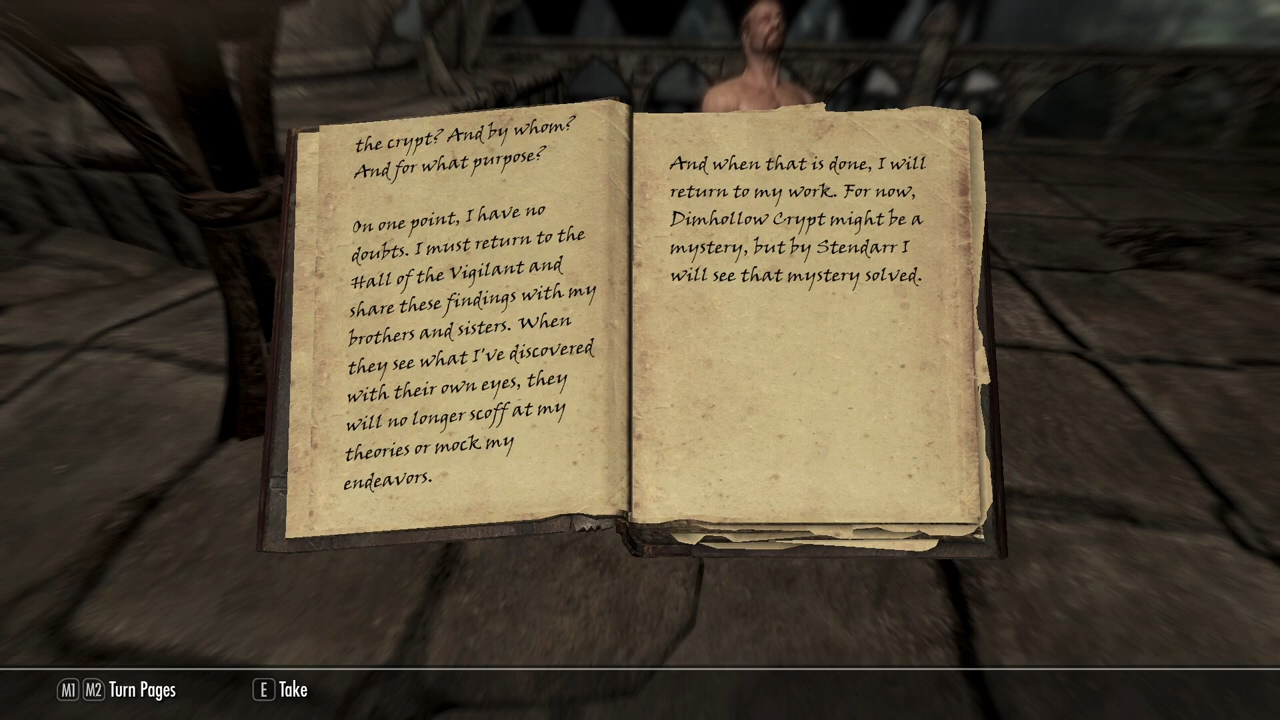 the crypt? And by whom?
And for what purpose?
On one point, I have no
doubts. I must return to the
Hall of the Vigilant and
share these findings with my
brothers and sisters. When
they see what I've discovered
with their own eyes, they
will no longer scoff at my
theories or mock my
endeavors.
And when that is done, I will
return to my work. For now,
Dimhollow Crypt might be a
mystery, but by Stendarr I
will see that mystery solved.
M1 M2 Turn Pages
E Take